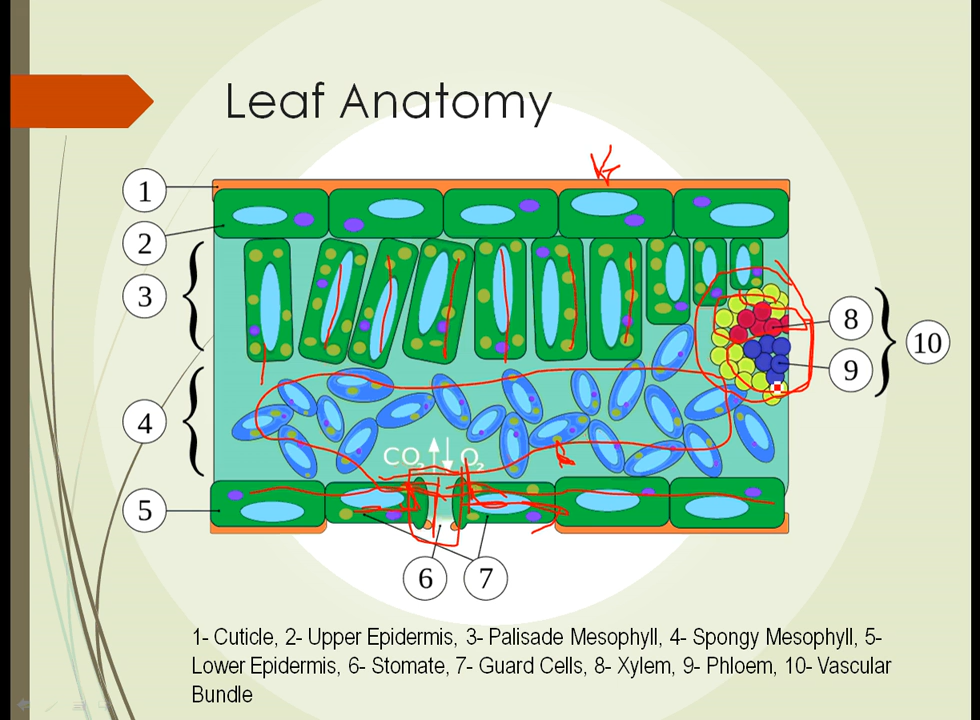 Leaf Anatomy
1
2
3
4
5
CO₂ O₂
6 7
8
9
10
1- Cuticle, 2- Upper Epidermis, 3- Palisade Mesophyll, 4- Spongy Mesophyll, 5-
Lower Epidermis, 6- Stomate, 7- Guard Cells, 8- Xylem, 9- Phloem, 10- Vascular
Bundle